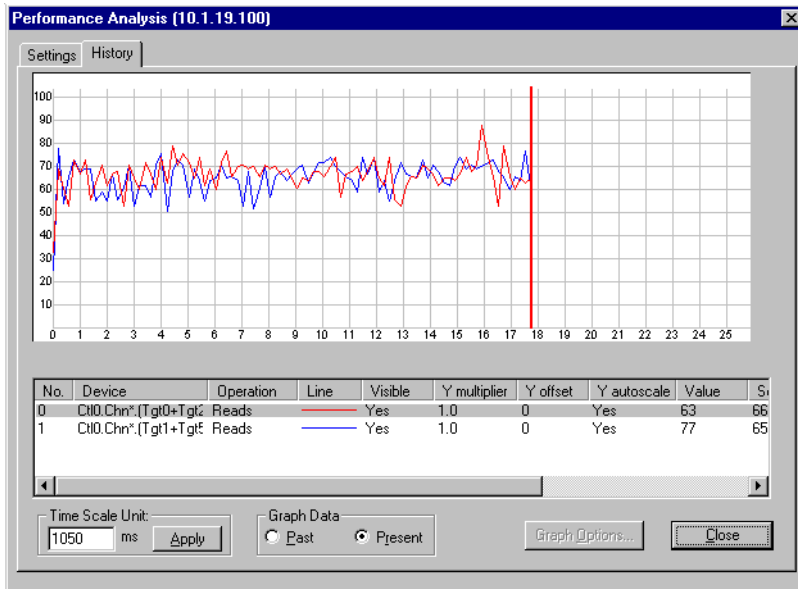 Performance Analysis (10.1.19.100)
Settings History
100
90
80
70
60
50
40
30
20
10
0 1 2 3 4 5 6 7 8 9 10 11 12 13 14 15 16 17 18 19 20 21 22 23 24 25
No. Device Operation Line Visible Y multiplier Y offset Y autoscale Value
0 Ctl0.Chn*.(Tgt0+Tgt2 Reads Yes 1.0 0 Yes 63 66
1 Ctl0.Chn*.(Tgt1+Tgt5 Reads Yes 1.0 0 Yes 77 65
Time Scale Unit: Graph Data
1050 ms Apply Past Present Graph Options... Close